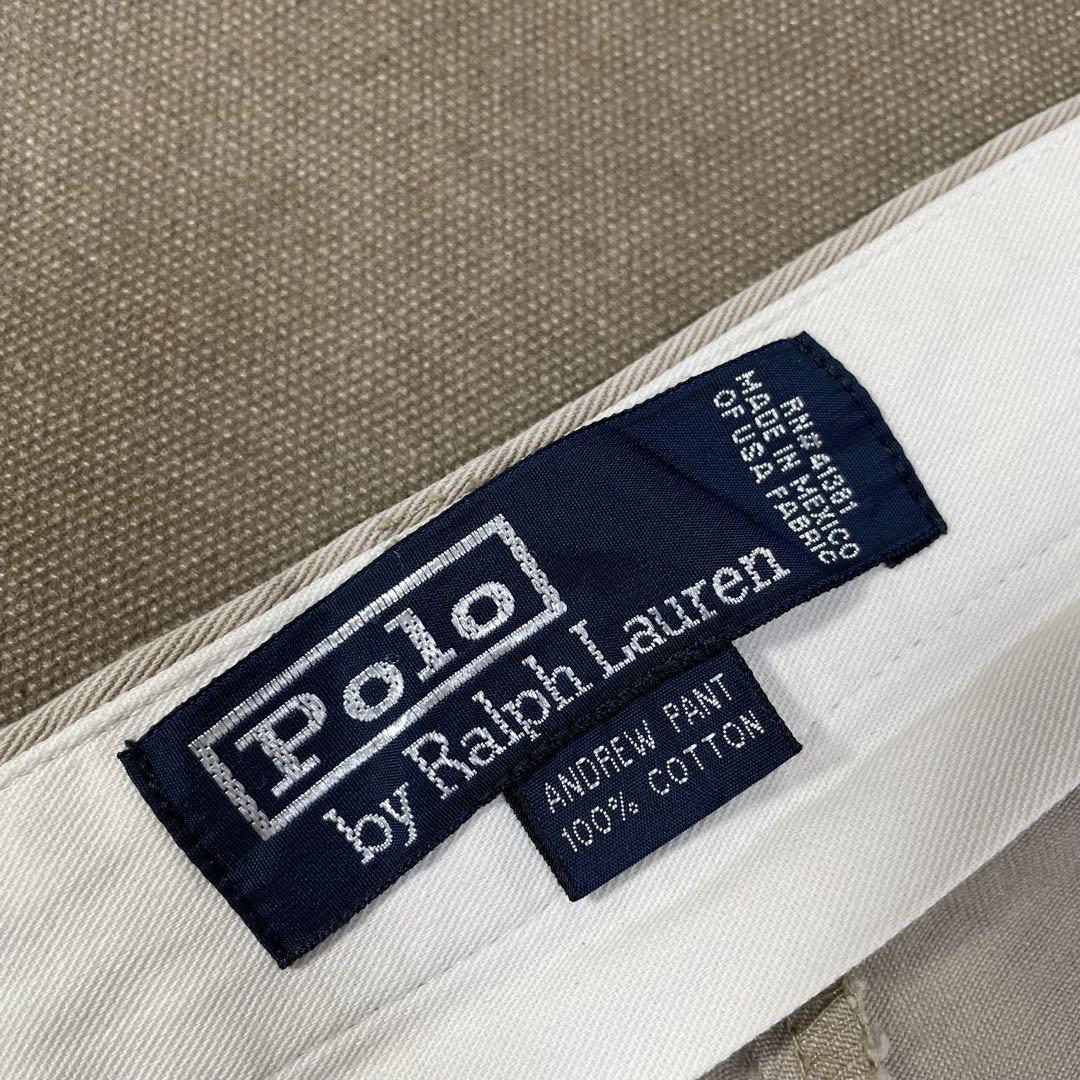 Polo
by Ralph Lauren
RN# 41381
MADE IN MEXICO
OF USA FABRIC
ANDREW PANT
100% COTTON